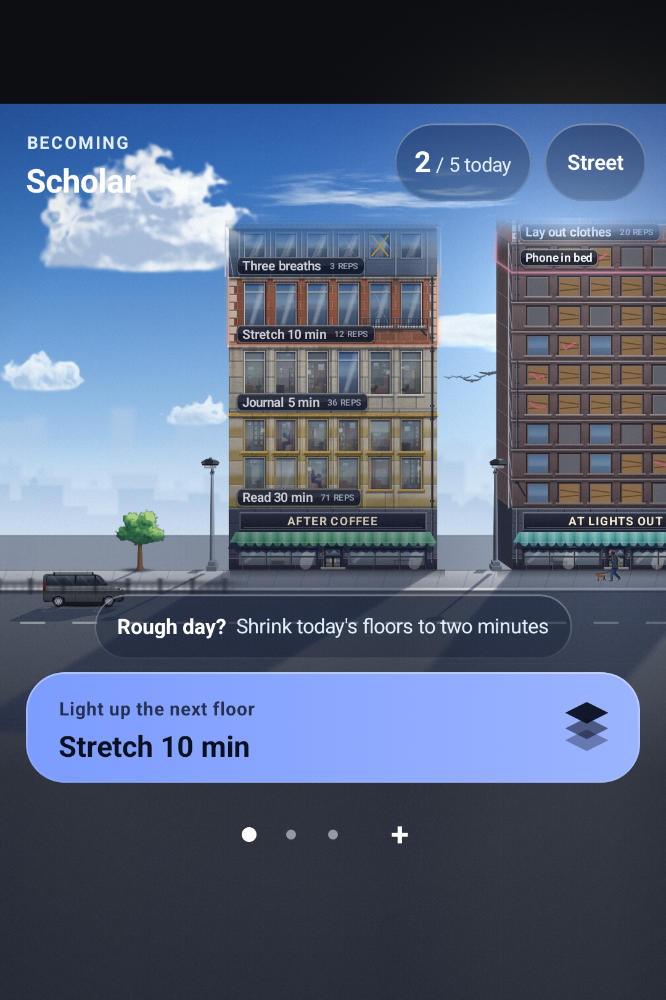 BECOMING
Scholar
2 / 5 today
Street
Three breaths 3 REPS
Stretch 10 min 12 REPS
Journal 5 min 36 REPS
Read 30 min 71 REPS
AFTER COFFEE
Lay out clothes 20 REPS
Phone in bed
AT LIGHTS OUT
Rough day? Shrink today's floors to two minutes
Light up the next floor
Stretch 10 min